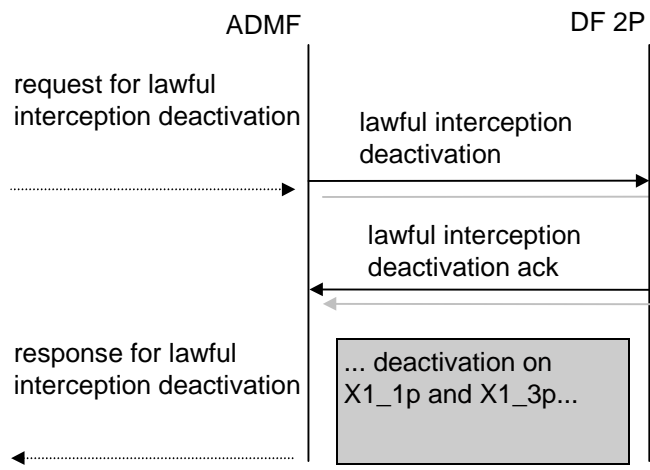 ADMF
DF 2P
request for lawful
interception deactivation
lawful interception
deactivation
lawful interception
deactivation ack
response for lawful
interception deactivation
... deactivation on
X1_1p and X1_3p...